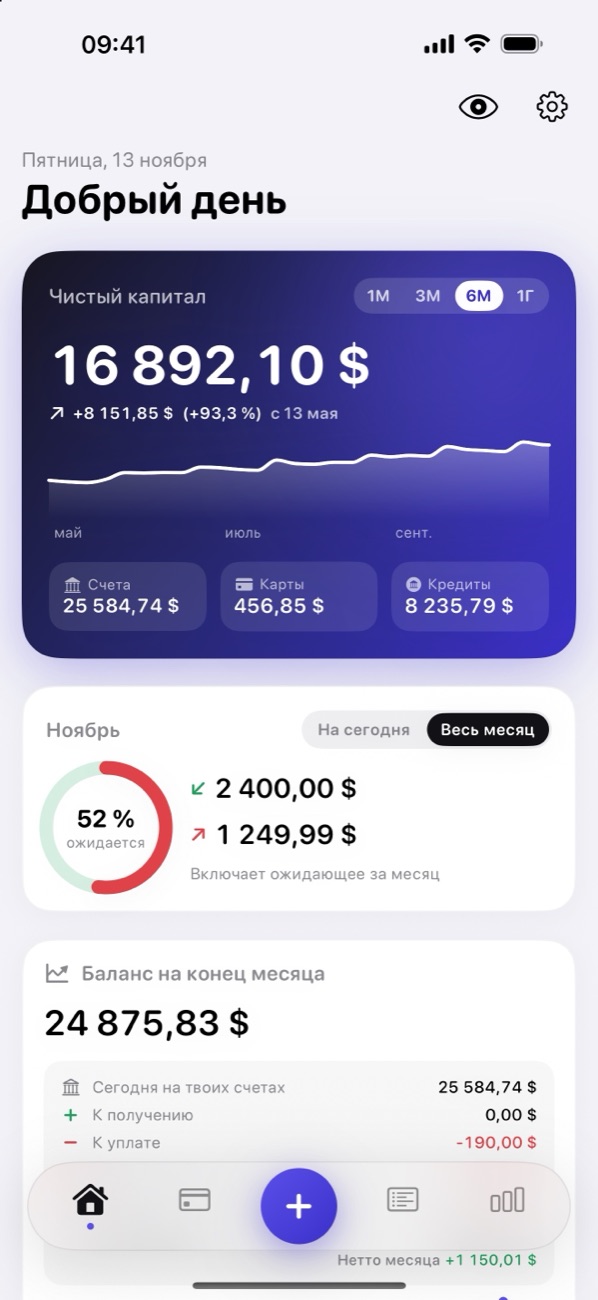 09:41
Пятница, 13 ноября
Добрый день
Чистый капитал
1М 3М 6М 1Г
16 892,10 $
+8 151,85 $ (+93,3 %) с 13 мая
май июль сент.
Счета Карты Кредиты
25 584,74 $ 456,85 $ 8 235,79 $
Ноябрь
На сегодня Весь месяц
52 %
ожидается
2 400,00 $
1 249,99 $
Включает ожидающее за месяц
Баланс на конец месяца
24 875,83 $
Сегодня на твоих счетах 25 584,74 $
+ К получению 0,00 $
− К уплате -190,00 $
Нетто месяца +1 150,01 $